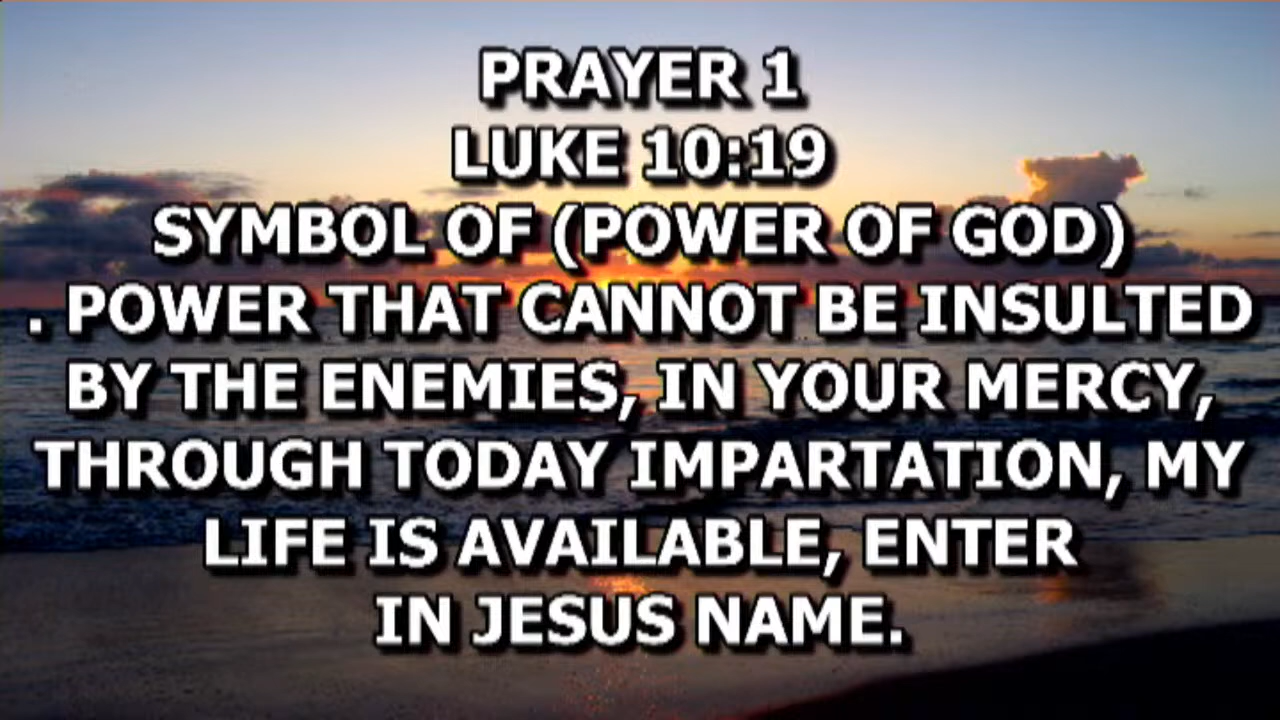 PRAYER 1
LUKE 10:19
SYMBOL OF (POWER OF GOD)
. POWER THAT CANNOT BE INSULTED
BY THE ENEMIES, IN YOUR MERCY,
THROUGH TODAY IMPARTATION, MY
LIFE IS AVAILABLE, ENTER
IN JESUS NAME.